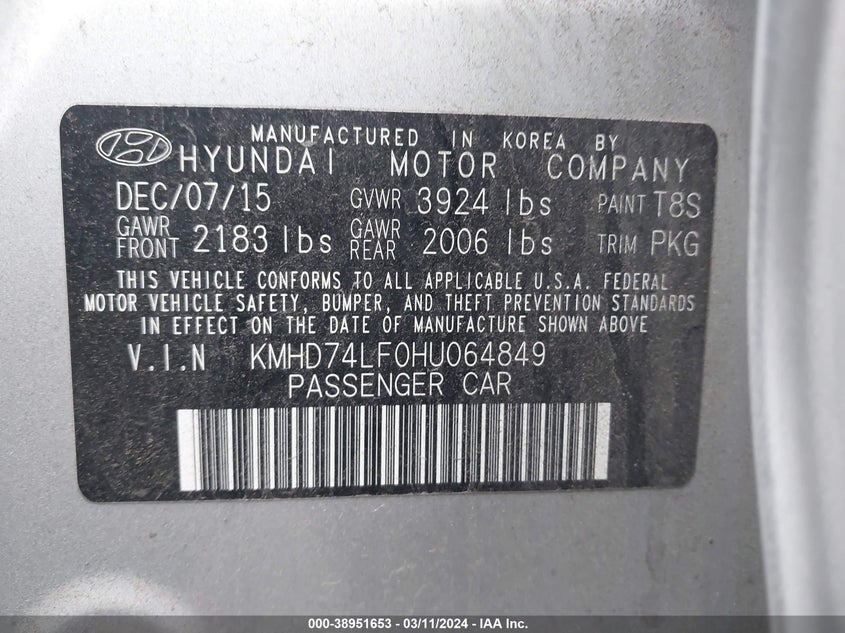 MANUFACTURED IN KOREA BY
HYUNDAI MOTOR COMPANY
DEC/07/15 GVWR 3924 lbs PAINT T8S
GAWR FRONT 2183 lbs GAWR REAR 2006 lbs TRIM PKG
THIS VEHICLE CONFORMS TO ALL APPLICABLE U.S.A. FEDERAL
MOTOR VEHICLE SAFETY, BUMPER, AND THEFT PREVENTION STANDARDS
IN EFFECT ON THE DATE OF MANUFACTURE SHOWN ABOVE
V.I.N KMHD74LF0HU064849
PASSENGER CAR
000-38951653 - 03/11/2024 - IAA Inc.